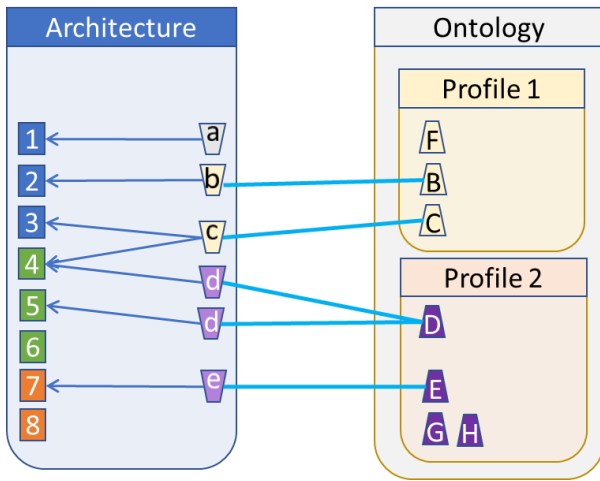 Architecture
1
2
3
4
5
6
7
8
a
b
c
d
d
e
Ontology
Profile 1
F
B
C
Profile 2
D
E
G H